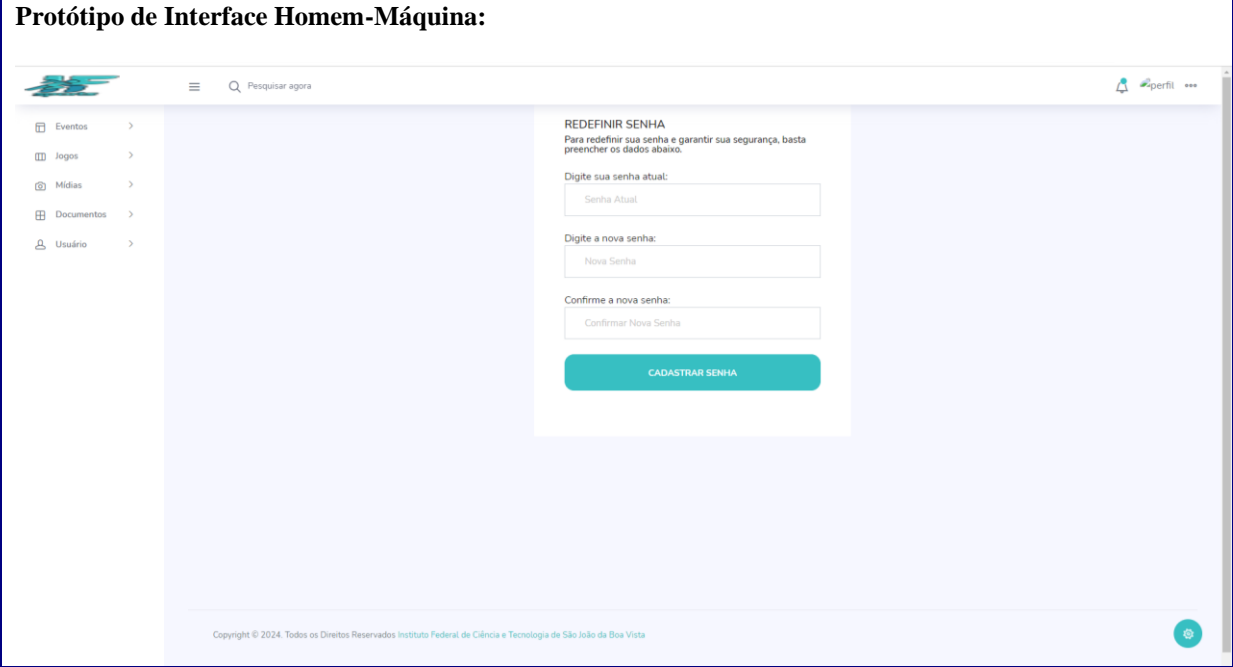 Protótipo de Interface Homem-Máquina:
Pesquisar agora
perfil
Eventos
Jogos
Mídias
Documentos
Usuário
REDEFINIR SENHA
Para redefinir sua senha e garantir sua segurança, basta
preencher os dados abaixo.
Digite sua senha atual:
Senha Atual
Digite a nova senha:
Nova Senha
Confirme a nova senha:
Confirmar Nova Senha
CADASTRAR SENHA
Copyright © 2024. Todos os Direitos Reservados Instituto Federal de Ciência e Tecnologia de São João da Boa Vista